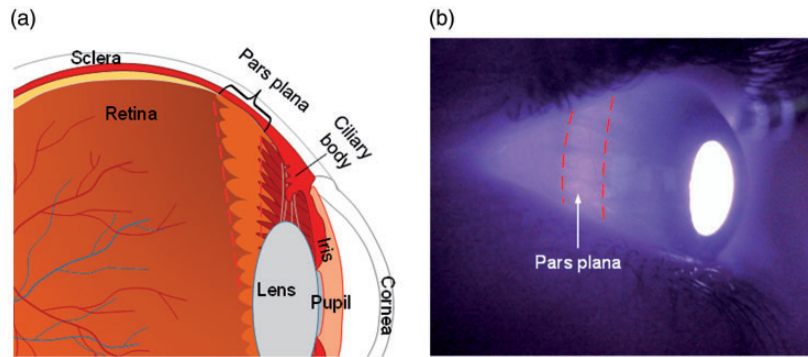 (a)
(b)
Sclera
Pars plana
Retina
Ciliary
body
Iris
Lens
Pupil
Cornea
Pars plana